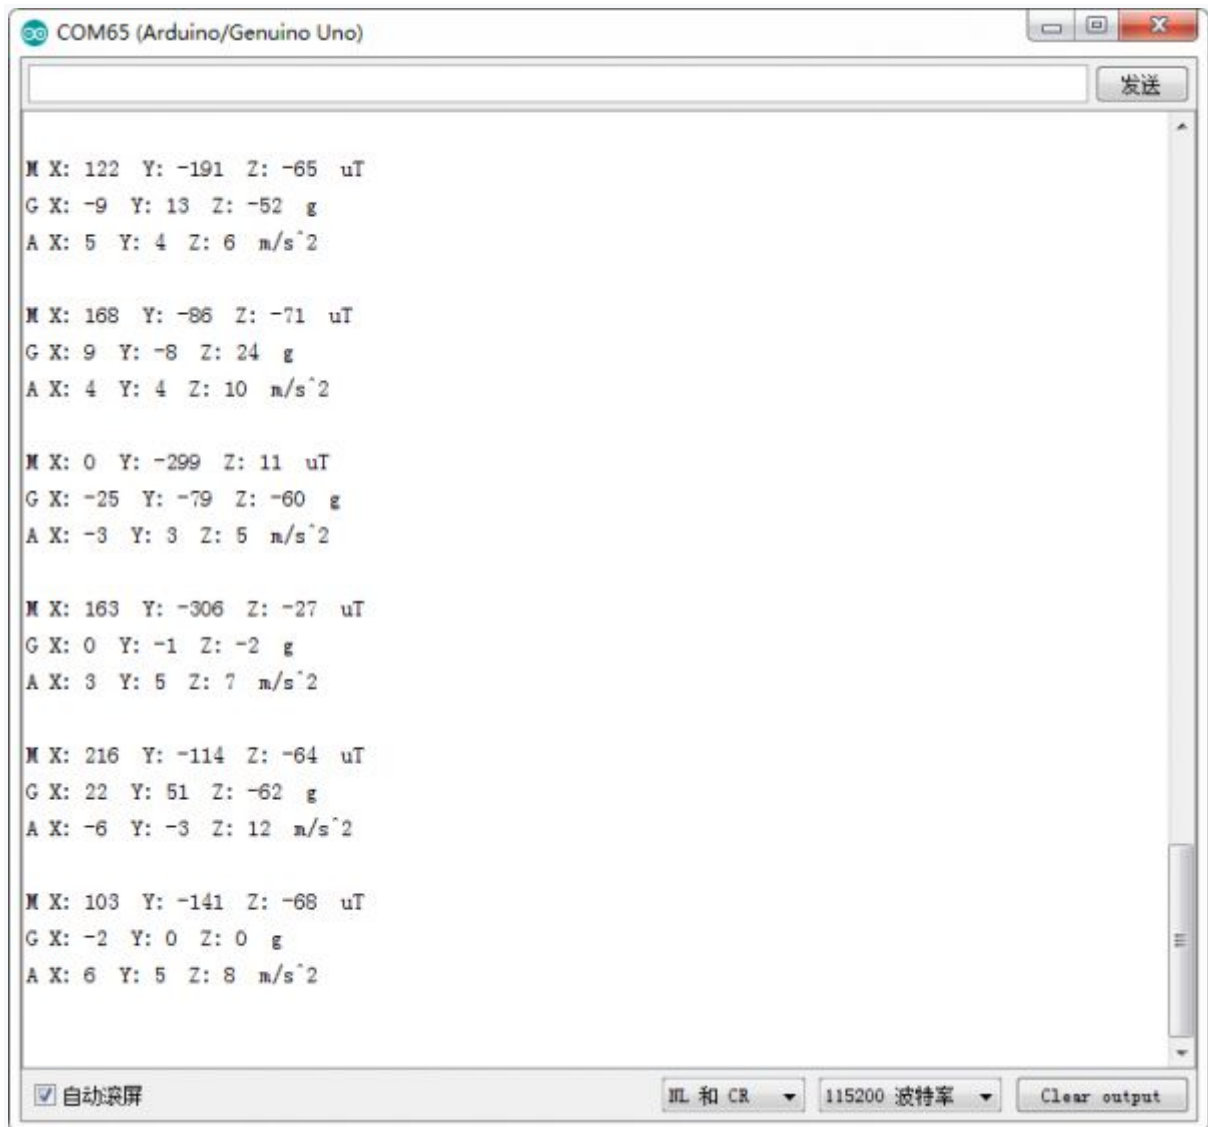 COM65 (Arduino/Genuino Uno)
发送
M X: 122  Y: -191  Z: -65  uT
G X: -9  Y: 13  Z: -52  g
A X: 5  Y: 4  Z: 6  m/s^2
M X: 168  Y: -86  Z: -71  uT
G X: 9  Y: -8  Z: 24  g
A X: 4  Y: 4  Z: 10  m/s^2
M X: 0  Y: -299  Z: 11  uT
G X: -25  Y: -79  Z: -60  g
A X: -3  Y: 3  Z: 5  m/s^2
M X: 163  Y: -306  Z: -27  uT
G X: 0  Y: -1  Z: -2  g
A X: 3  Y: 5  Z: 7  m/s^2
M X: 216  Y: -114  Z: -64  uT
G X: 22  Y: 51  Z: -62  g
A X: -6  Y: -3  Z: 12  m/s^2
M X: 103  Y: -141  Z: -68  uT
G X: -2  Y: 0  Z: 0  g
A X: 6  Y: 5  Z: 8  m/s^2
自动滚屏 NL 和 CR 115200 波特率 Clear output